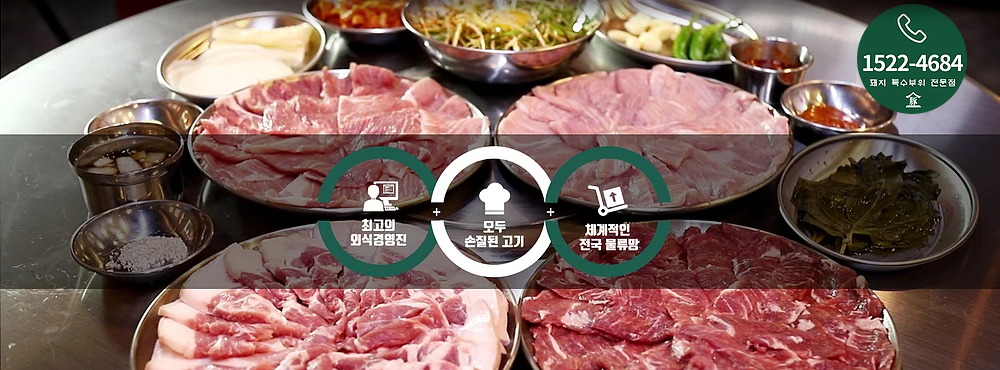 1522-4684
돼지 특수부위 전문점
최고의
외식경영진
+
모두
손질된 고기
+
체계적인
전국 물류망